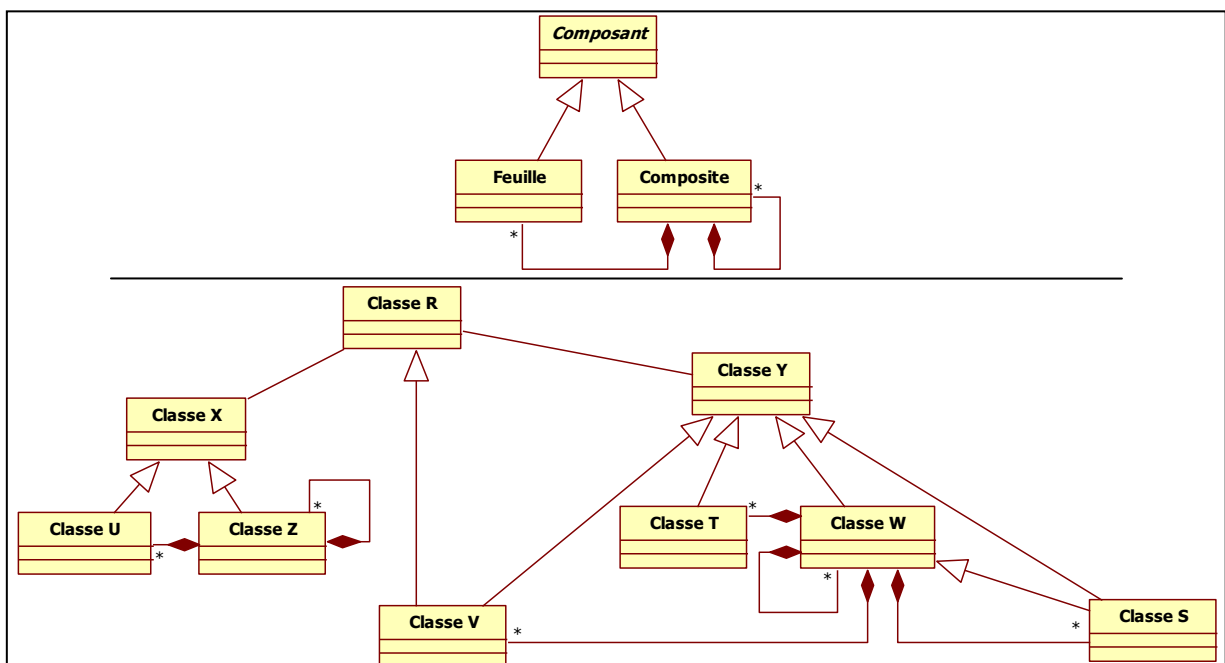 Composant
Feuille
Composite
*
*
Classe R
Classe Y
Classe X
*
Classe U
Classe Z
*
*
Classe T
Classe W
*
*
Classe V
*
Classe S